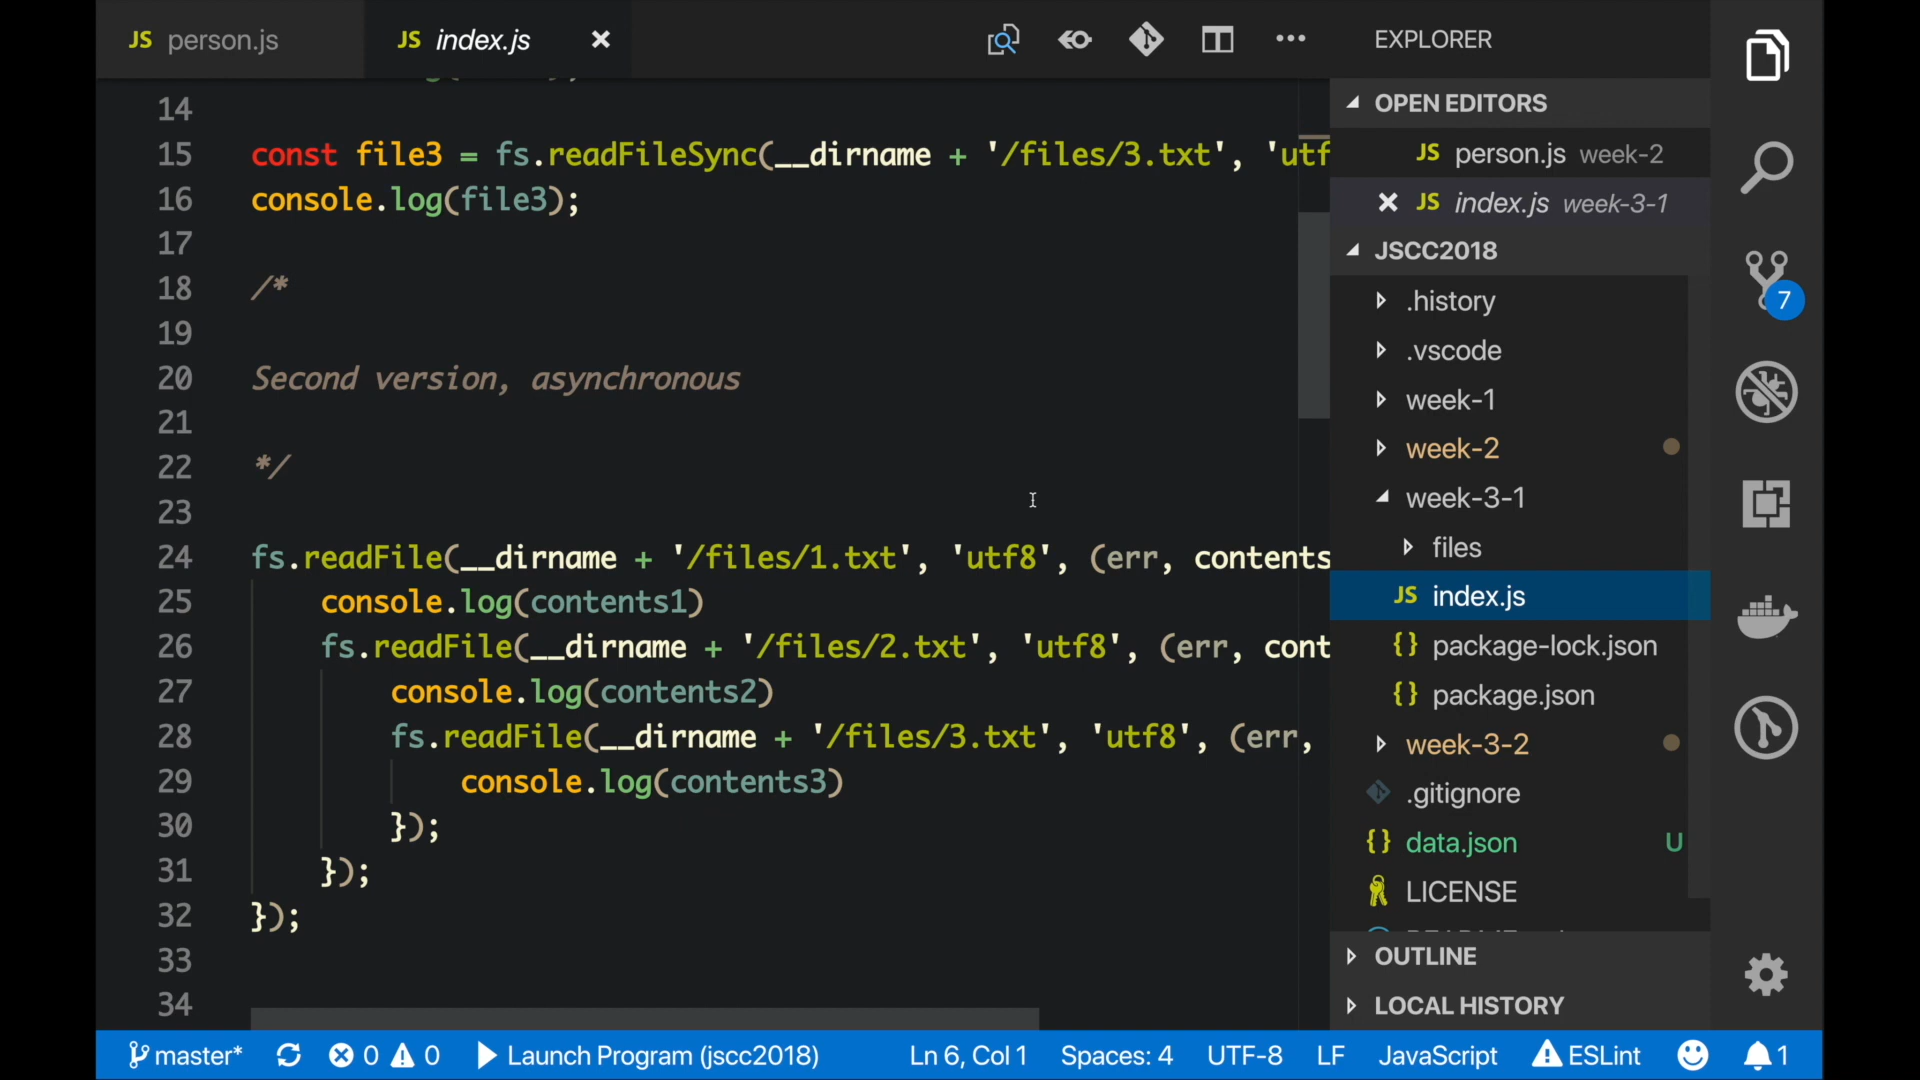 JS person.js
JS index.js
14
15 const file3 = fs.readFileSync(__dirname + '/files/3.txt', 'utf
16 console.log(file3);
17
18 /*
19
20 Second version, asynchronous
21
22 */
23
24 fs.readFile(__dirname + '/files/1.txt', 'utf8', (err, contents
25 console.log(contents1)
26 fs.readFile(__dirname + '/files/2.txt', 'utf8', (err, cont
27 console.log(contents2)
28 fs.readFile(__dirname + '/files/3.txt', 'utf8', (err,
29 console.log(contents3)
30 });
31 });
32 });
33
34
EXPLORER
OPEN EDITORS
JS person.js week-2
JS index.js week-3-1
JSCC2018
.history
.vscode
week-1
week-2
week-3-1
files
JS index.js
{} package-lock.json
{} package.json
week-3-2
.gitignore
{} data.json U
LICENSE
OUTLINE
LOCAL HISTORY
7
master* 0 0 Launch Program (jscc2018) Ln 6, Col 1 Spaces: 4 UTF-8 LF JavaScript ESLint 1